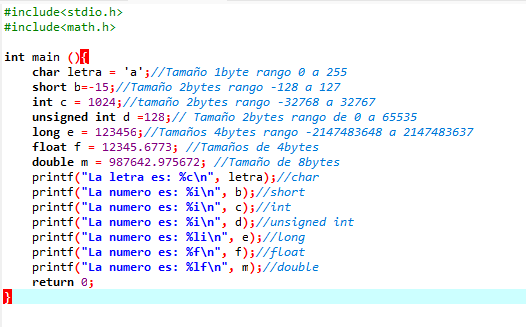 #include<stdio.h>
#include<math.h>
int main (){
char letra = 'a';//Tamaño 1byte rango 0 a 255
short b=-15;//Tamaño 2bytes rango -128 a 127
int c = 1024;//tamaño 2bytes rango -32768 a 32767
unsigned int d =128;// Tamaño 2bytes rango de 0 a 65535
long e = 123456;//Tamaños 4bytes rango -2147483648 a 2147483637
float f = 12345.6773; //Tamaños de 4bytes
double m = 987642.975672; //Tamaño de 8bytes
printf("La letra es: %c\n", letra);//char
printf("La numero es: %i\n", b);//short
printf("La numero es: %i\n", c);//int
printf("La numero es: %i\n", d);//unsigned int
printf("La numero es: %li\n", e);//long
printf("La numero es: %f\n", f);//float
printf("La numero es: %lf\n", m);//double
return 0;
}